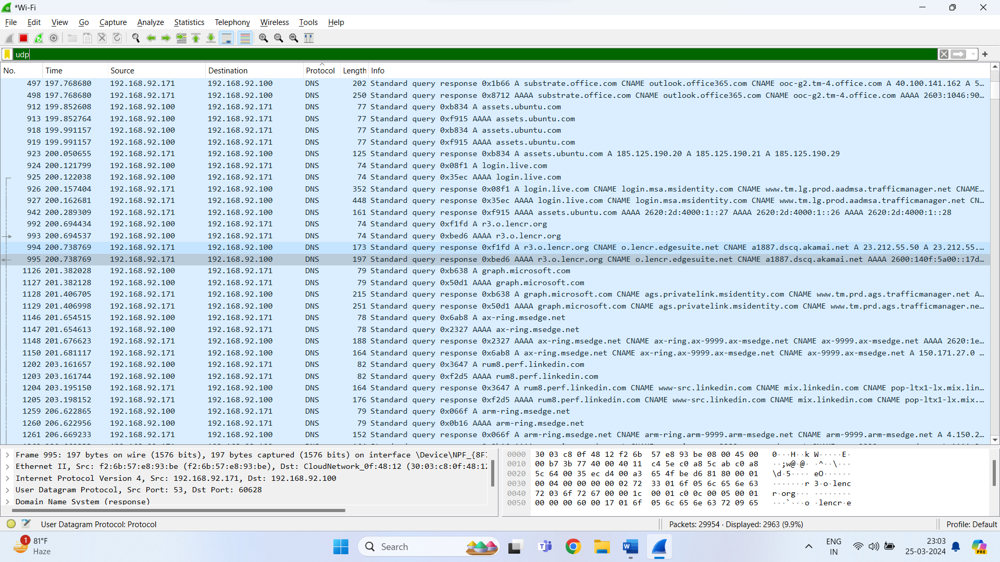 *Wi-Fi
File Edit View Go Capture Analyze Statistics Telephony Wireless Tools Help
udp
No. Time Source Destination Protocol Length Info
497 197.768680 192.168.92.171 192.168.92.100 DNS 202 Standard query response 0x1b66 A substrate.office.com CNAME outlook.office365.com CNAME ooc-g2.tm-4.office.com A 40.100.141.162 A 5…
498 197.768680 192.168.92.171 192.168.92.100 DNS 250 Standard query response 0x8712 AAAA substrate.office.com CNAME outlook.office365.com CNAME ooc-g2.tm-4.office.com AAAA 2603:1046:90…
912 199.852608 192.168.92.100 192.168.92.171 DNS 77 Standard query 0xb834 A assets.ubuntu.com
913 199.852764 192.168.92.100 192.168.92.171 DNS 77 Standard query 0xf915 AAAA assets.ubuntu.com
918 199.991157 192.168.92.100 192.168.92.171 DNS 77 Standard query 0xb834 A assets.ubuntu.com
919 199.991157 192.168.92.100 192.168.92.171 DNS 77 Standard query 0xf915 AAAA assets.ubuntu.com
923 200.050655 192.168.92.171 192.168.92.100 DNS 125 Standard query response 0xb834 A assets.ubuntu.com A 185.125.190.20 A 185.125.190.21 A 185.125.190.29
924 200.121799 192.168.92.100 192.168.92.171 DNS 74 Standard query 0x08f1 A login.live.com
925 200.122038 192.168.92.100 192.168.92.171 DNS 74 Standard query 0x35ec AAAA login.live.com
926 200.157404 192.168.92.171 192.168.92.100 DNS 352 Standard query response 0x08f1 A login.live.com CNAME login.msa.msidentity.com CNAME www.tm.lg.prod.aadmsa.trafficmanager.net CNAME…
927 200.162681 192.168.92.171 192.168.92.100 DNS 448 Standard query response 0x35ec AAAA login.live.com CNAME login.msa.msidentity.com CNAME www.tm.lg.prod.aadmsa.trafficmanager.net CN…
942 200.289309 192.168.92.171 192.168.92.100 DNS 161 Standard query response 0xf915 AAAA assets.ubuntu.com AAAA 2620:2d:4000:1::27 AAAA 2620:2d:4000:1::26 AAAA 2620:2d:4000:1::28
992 200.694434 192.168.92.100 192.168.92.171 DNS 74 Standard query 0xf1fd A r3.o.lencr.org
993 200.694537 192.168.92.100 192.168.92.171 DNS 74 Standard query 0xbed6 AAAA r3.o.lencr.org
994 200.738769 192.168.92.171 192.168.92.100 DNS 173 Standard query response 0xf1fd A r3.o.lencr.org CNAME o.lencr.edgesuite.net CNAME a1887.dscq.akamai.net A 23.212.55.50 A 23.212.55.…
995 200.738769 192.168.92.171 192.168.92.100 DNS 197 Standard query response 0xbed6 AAAA r3.o.lencr.org CNAME o.lencr.edgesuite.net CNAME a1887.dscq.akamai.net AAAA 2600:140f:5a00::17d…
1126 201.382028 192.168.92.100 192.168.92.171 DNS 79 Standard query 0xb638 A graph.microsoft.com
1127 201.382128 192.168.92.100 192.168.92.171 DNS 79 Standard query 0x50d1 AAAA graph.microsoft.com
1128 201.406705 192.168.92.171 192.168.92.100 DNS 215 Standard query response 0xb638 A graph.microsoft.com CNAME ags.privatelink.msidentity.com CNAME www.tm.prd.ags.trafficmanager.net A…
1129 201.406998 192.168.92.171 192.168.92.100 DNS 251 Standard query response 0x50d1 AAAA graph.microsoft.com CNAME ags.privatelink.msidentity.com CNAME www.tm.prd.ags.trafficmanager.ne…
1146 201.654515 192.168.92.100 192.168.92.171 DNS 78 Standard query 0x6ab8 A ax-ring.msedge.net
1147 201.654613 192.168.92.100 192.168.92.171 DNS 78 Standard query 0x2327 AAAA ax-ring.msedge.net
1148 201.676623 192.168.92.171 192.168.92.100 DNS 188 Standard query response 0x2327 AAAA ax-ring.msedge.net CNAME ax-ring.ax-9999.ax-msedge.net CNAME ax-9999.ax-msedge.net AAAA 2620:1e…
1150 201.681117 192.168.92.171 192.168.92.100 DNS 164 Standard query response 0x6ab8 A ax-ring.msedge.net CNAME ax-ring.ax-9999.ax-msedge.net CNAME ax-9999.ax-msedge.net A 150.171.27.0 …
1202 203.161657 192.168.92.100 192.168.92.171 DNS 82 Standard query 0x3647 A rum8.perf.linkedin.com
1203 203.161744 192.168.92.100 192.168.92.171 DNS 82 Standard query 0xf2d5 AAAA rum8.perf.linkedin.com
1204 203.195150 192.168.92.171 192.168.92.100 DNS 164 Standard query response 0x3647 A rum8.perf.linkedin.com CNAME www-src.linkedin.com CNAME mix.linkedin.com CNAME pop-ltx1-lx.mix.lin…
1205 203.198152 192.168.92.171 192.168.92.100 DNS 176 Standard query response 0xf2d5 AAAA rum8.perf.linkedin.com CNAME www-src.linkedin.com CNAME mix.linkedin.com CNAME pop-ltx1-lx.mix.…
1259 206.622865 192.168.92.100 192.168.92.171 DNS 79 Standard query 0x066f A arm-ring.msedge.net
1260 206.622956 192.168.92.100 192.168.92.171 DNS 79 Standard query 0x0b16 AAAA arm-ring.msedge.net
1261 206.669233 192.168.92.171 192.168.92.100 DNS 152 Standard query response 0x066f A arm-ring.msedge.net CNAME arm-ring.arm-9999.arm-msedge.net CNAME arm-9999.arm-msedge.net A 4.150.2…
Frame 995: 197 bytes on wire (1576 bits), 197 bytes captured (1576 bits) on interface \Device\NPF_{8F7
Ethernet II, Src: f2:6b:57:e8:93:be (f2:6b:57:e8:93:be), Dst: CloudNetwork_0f:48:12 (30:03:c8:0f:48:12
Internet Protocol Version 4, Src: 192.168.92.171, Dst: 192.168.92.100
User Datagram Protocol, Src Port: 53, Dst Port: 60628
Domain Name System (response)
0000 30 03 c8 0f 48 12 f2 6b 57 e8 93 be 08 00 45 00 0···H··k W·····E·
0010 00 b7 3b 77 40 00 40 11 c4 5e c0 a8 5c ab c0 a8 ··;w@·@· ·^··\···
0020 5c 64 00 35 ec d4 00 a3 65 4f be d6 81 80 00 01 \d·5···· eO······
0030 00 04 00 00 00 00 02 72 33 01 6f 05 6c 65 6e 63 ·······r 3·o·lenc
0040 72 03 6f 72 67 00 00 1c 00 01 c0 0c 00 05 00 01 r·org··· ········
0050 00 00 00 60 00 17 01 6f 05 6c 65 6e 63 72 09 65 ···`···o ·lencr·e
User Datagram Protocol: Protocol
Packets: 29954 · Displayed: 2963 (9.9%)
Profile: Default
1
81°F
Haze
Search
ENG
IN
23:03
25-03-2024
PRE